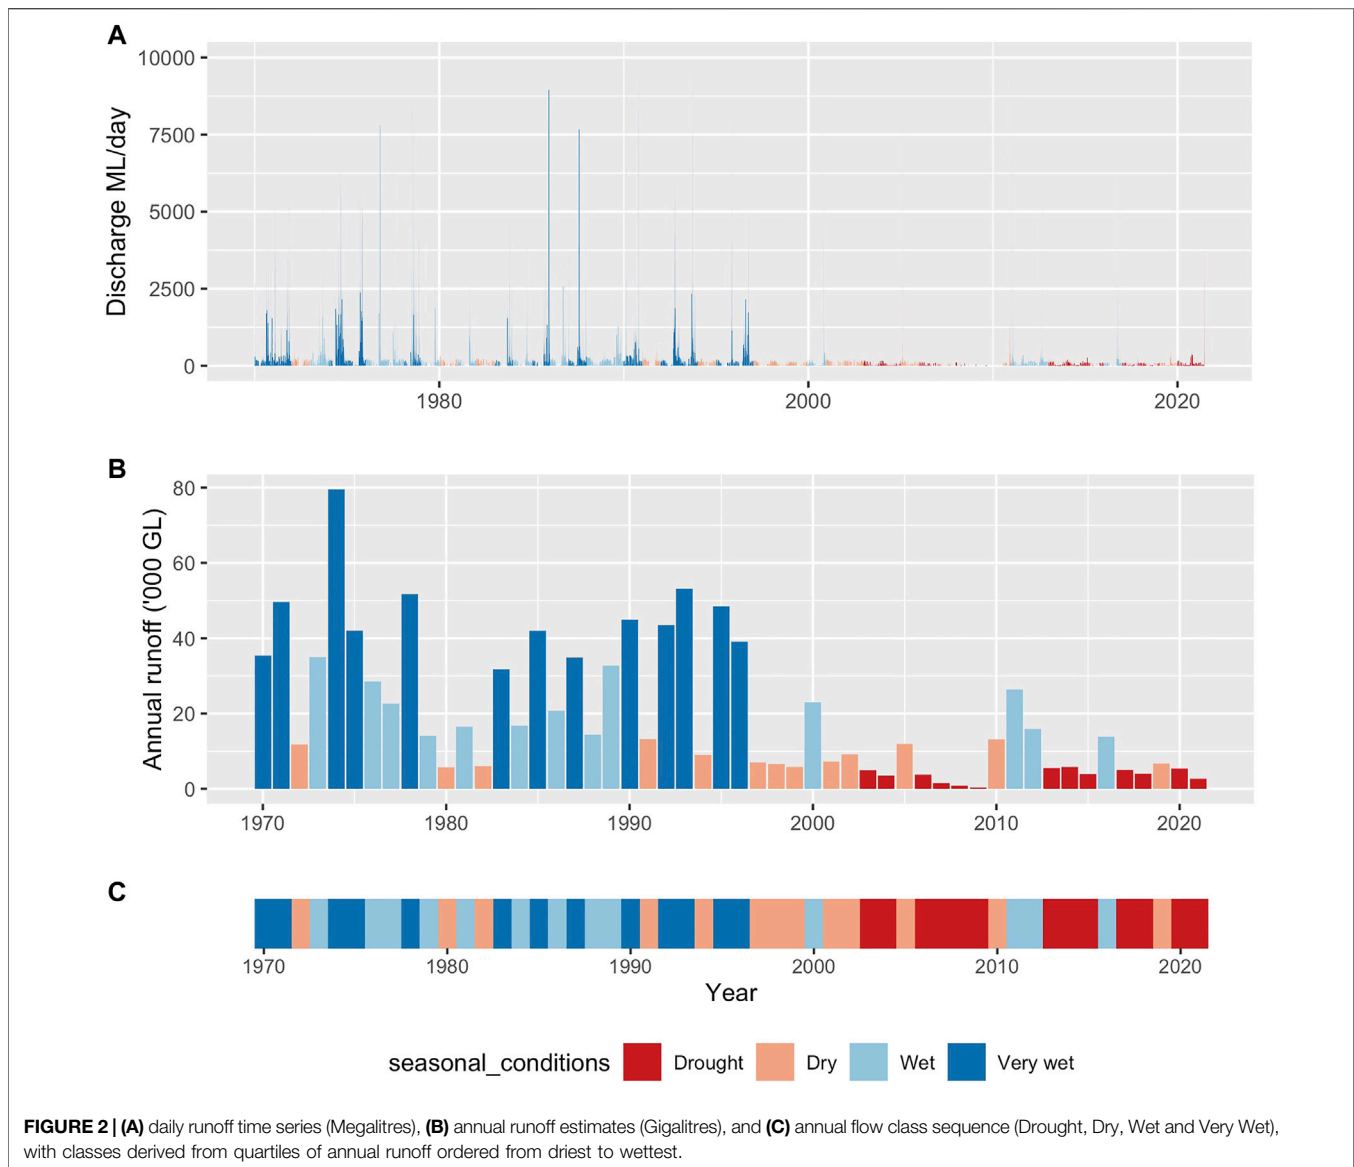 A
Discharge ML/day
10000
7500
5000
2500
0
1980 2000 2020
B
Annual runoff ('000 GL)
80
60
40
20
0
1970 1980 1990 2000 2010 2020
C
1970 1980 1990 2000 2010 2020
Year
seasonal_conditions Drought Dry Wet Very wet
FIGURE 2 | (A) daily runoff time series (Megalitres), (B) annual runoff estimates (Gigalitres), and (C) annual flow class sequence (Drought, Dry, Wet and Very Wet),
with classes derived from quartiles of annual runoff ordered from driest to wettest.